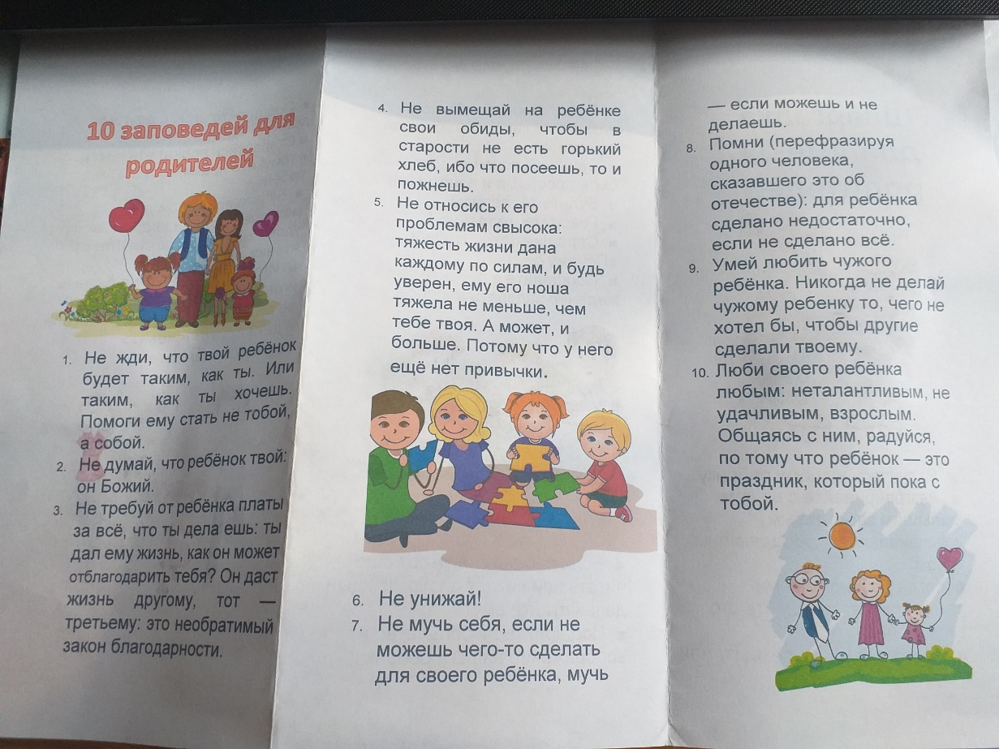 10 заповедей для
родителей
1. Не жди, что твой ребёнок
будет таким, как ты. Или
таким, как ты хочешь.
Помоги ему стать не тобой,
а собой.
2. Не думай, что ребёнок твой:
он Божий.
3. Не требуй от ребёнка платы
за всё, что ты дела ешь: ты
дал ему жизнь, как он может
отблагодарить тебя? Он даст
жизнь другому, тот —
третьему: это необратимый
закон благодарности.
4. Не вымещай на ребёнке
свои обиды, чтобы в
старости не есть горький
хлеб, ибо что посеешь, то и
пожнешь.
5. Не относись к его
проблемам свысока:
тяжесть жизни дана
каждому по силам, и будь
уверен, ему его ноша
тяжела не меньше, чем
тебе твоя. А может, и
больше. Потому что у него
ещё нет привычки.
6. Не унижай!
7. Не мучь себя, если не
можешь чего-то сделать
для своего ребёнка, мучь
— если можешь и не
делаешь.
8. Помни (перефразируя
одного человека,
сказавшего это об
отечестве): для ребёнка
сделано недостаточно,
если не сделано всё.
9. Умей любить чужого
ребёнка. Никогда не делай
чужому ребенку то, чего не
хотел бы, чтобы другие
сделали твоему.
10. Люби своего ребёнка
любым: неталантливым, не
удачливым, взрослым.
Общаясь с ним, радуйся,
по тому что ребёнок — это
праздник, который пока с
тобой.